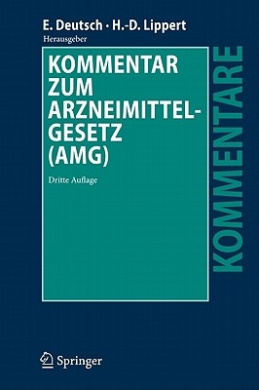 E. Deutsch · H.-D. Lippert
Herausgeber
KOMMENTAR
ZUM
ARZNEIMITTEL-
GESETZ
(AMG)
Dritte Auflage
KOMMENTARE
Springer